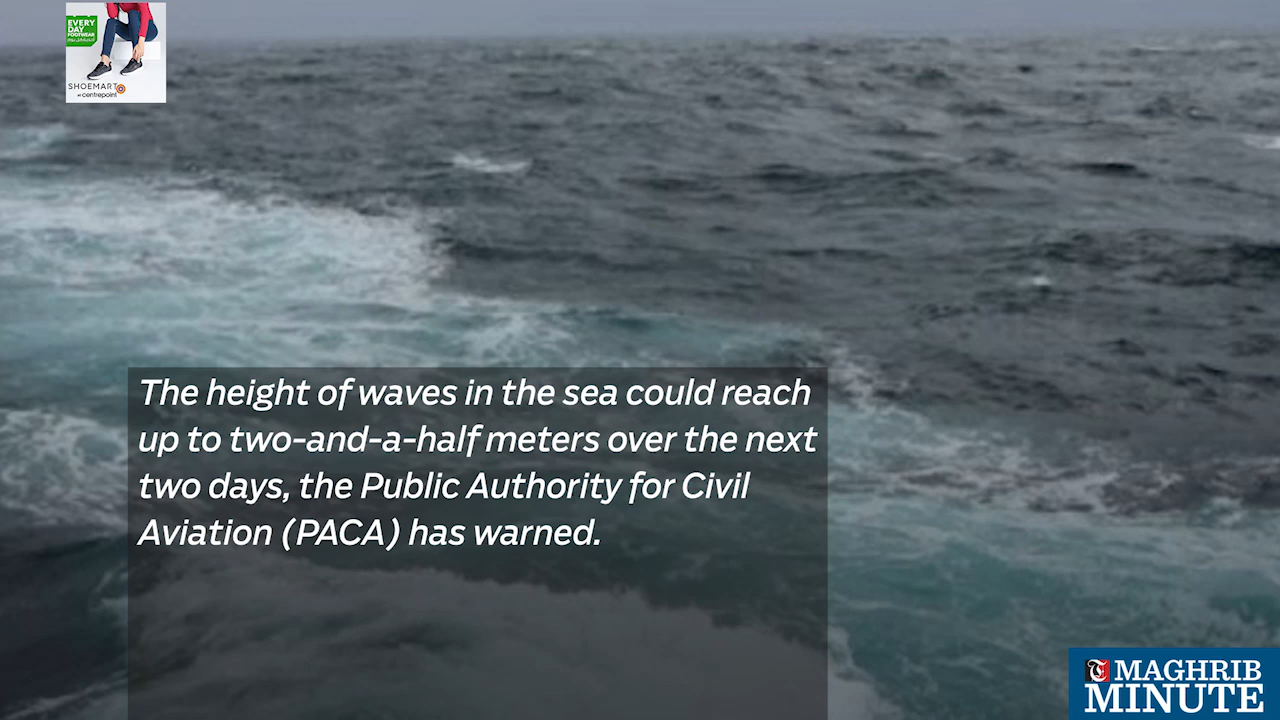 EVERY
DAY
FOOTWEAR
SHOEMART
at centrepoint
The height of waves in the sea could reach
up to two-and-a-half meters over the next
two days, the Public Authority for Civil
Aviation (PACA) has warned.
T MAGHRIB
MINUTE